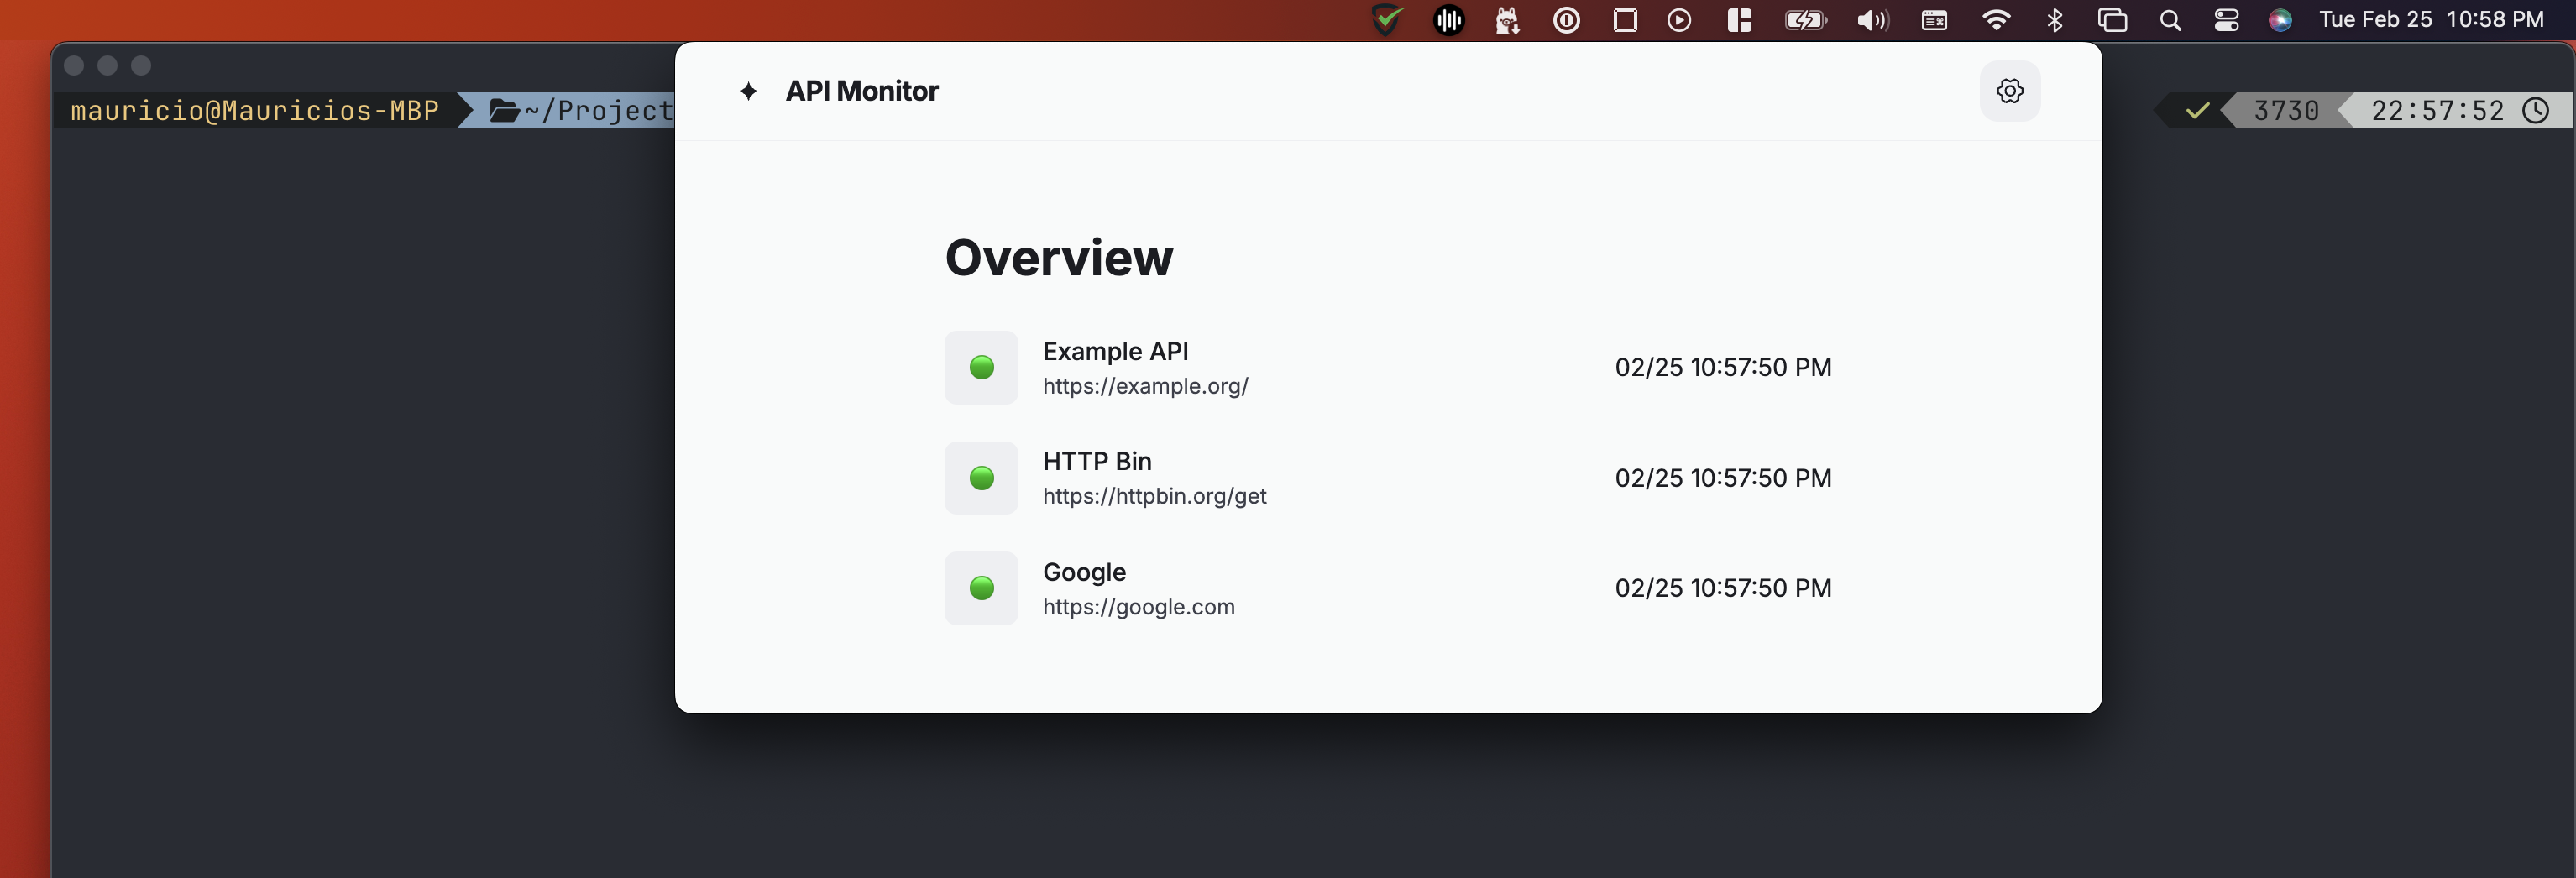 Tue Feb 25 10:58 PM
mauricio@Mauricios-MBP ~/Project
3730 22:57:52
API Monitor
Overview
Example API
https://example.org/
02/25 10:57:50 PM
HTTP Bin
https://httpbin.org/get
02/25 10:57:50 PM
Google
https://google.com
02/25 10:57:50 PM